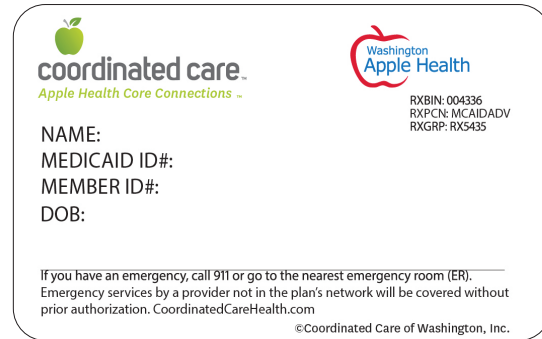 coordinated care™
Apple Health Core Connections ™
Washington
Apple Health
RXBIN: 004336
RXPCN: MCAIDADV
RXGRP: RX5435
NAME:
MEDICAID ID#:
MEMBER ID#:
DOB:
If you have an emergency, call 911 or go to the nearest emergency room (ER).
Emergency services by a provider not in the plan’s network will be covered without
prior authorization. CoordinatedCareHealth.com
©Coordinated Care of Washington, Inc.